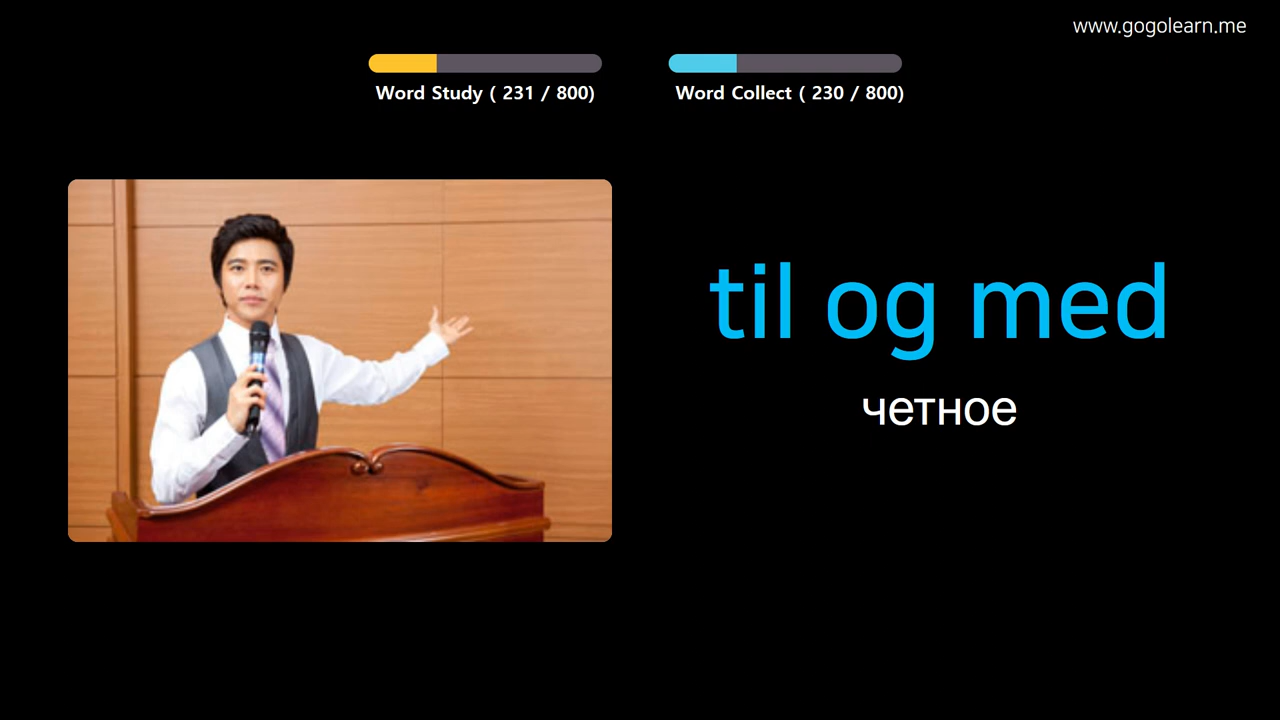 www.gogolearn.me
Word Study ( 231 / 800)
Word Collect ( 230 / 800)
til og med
четное